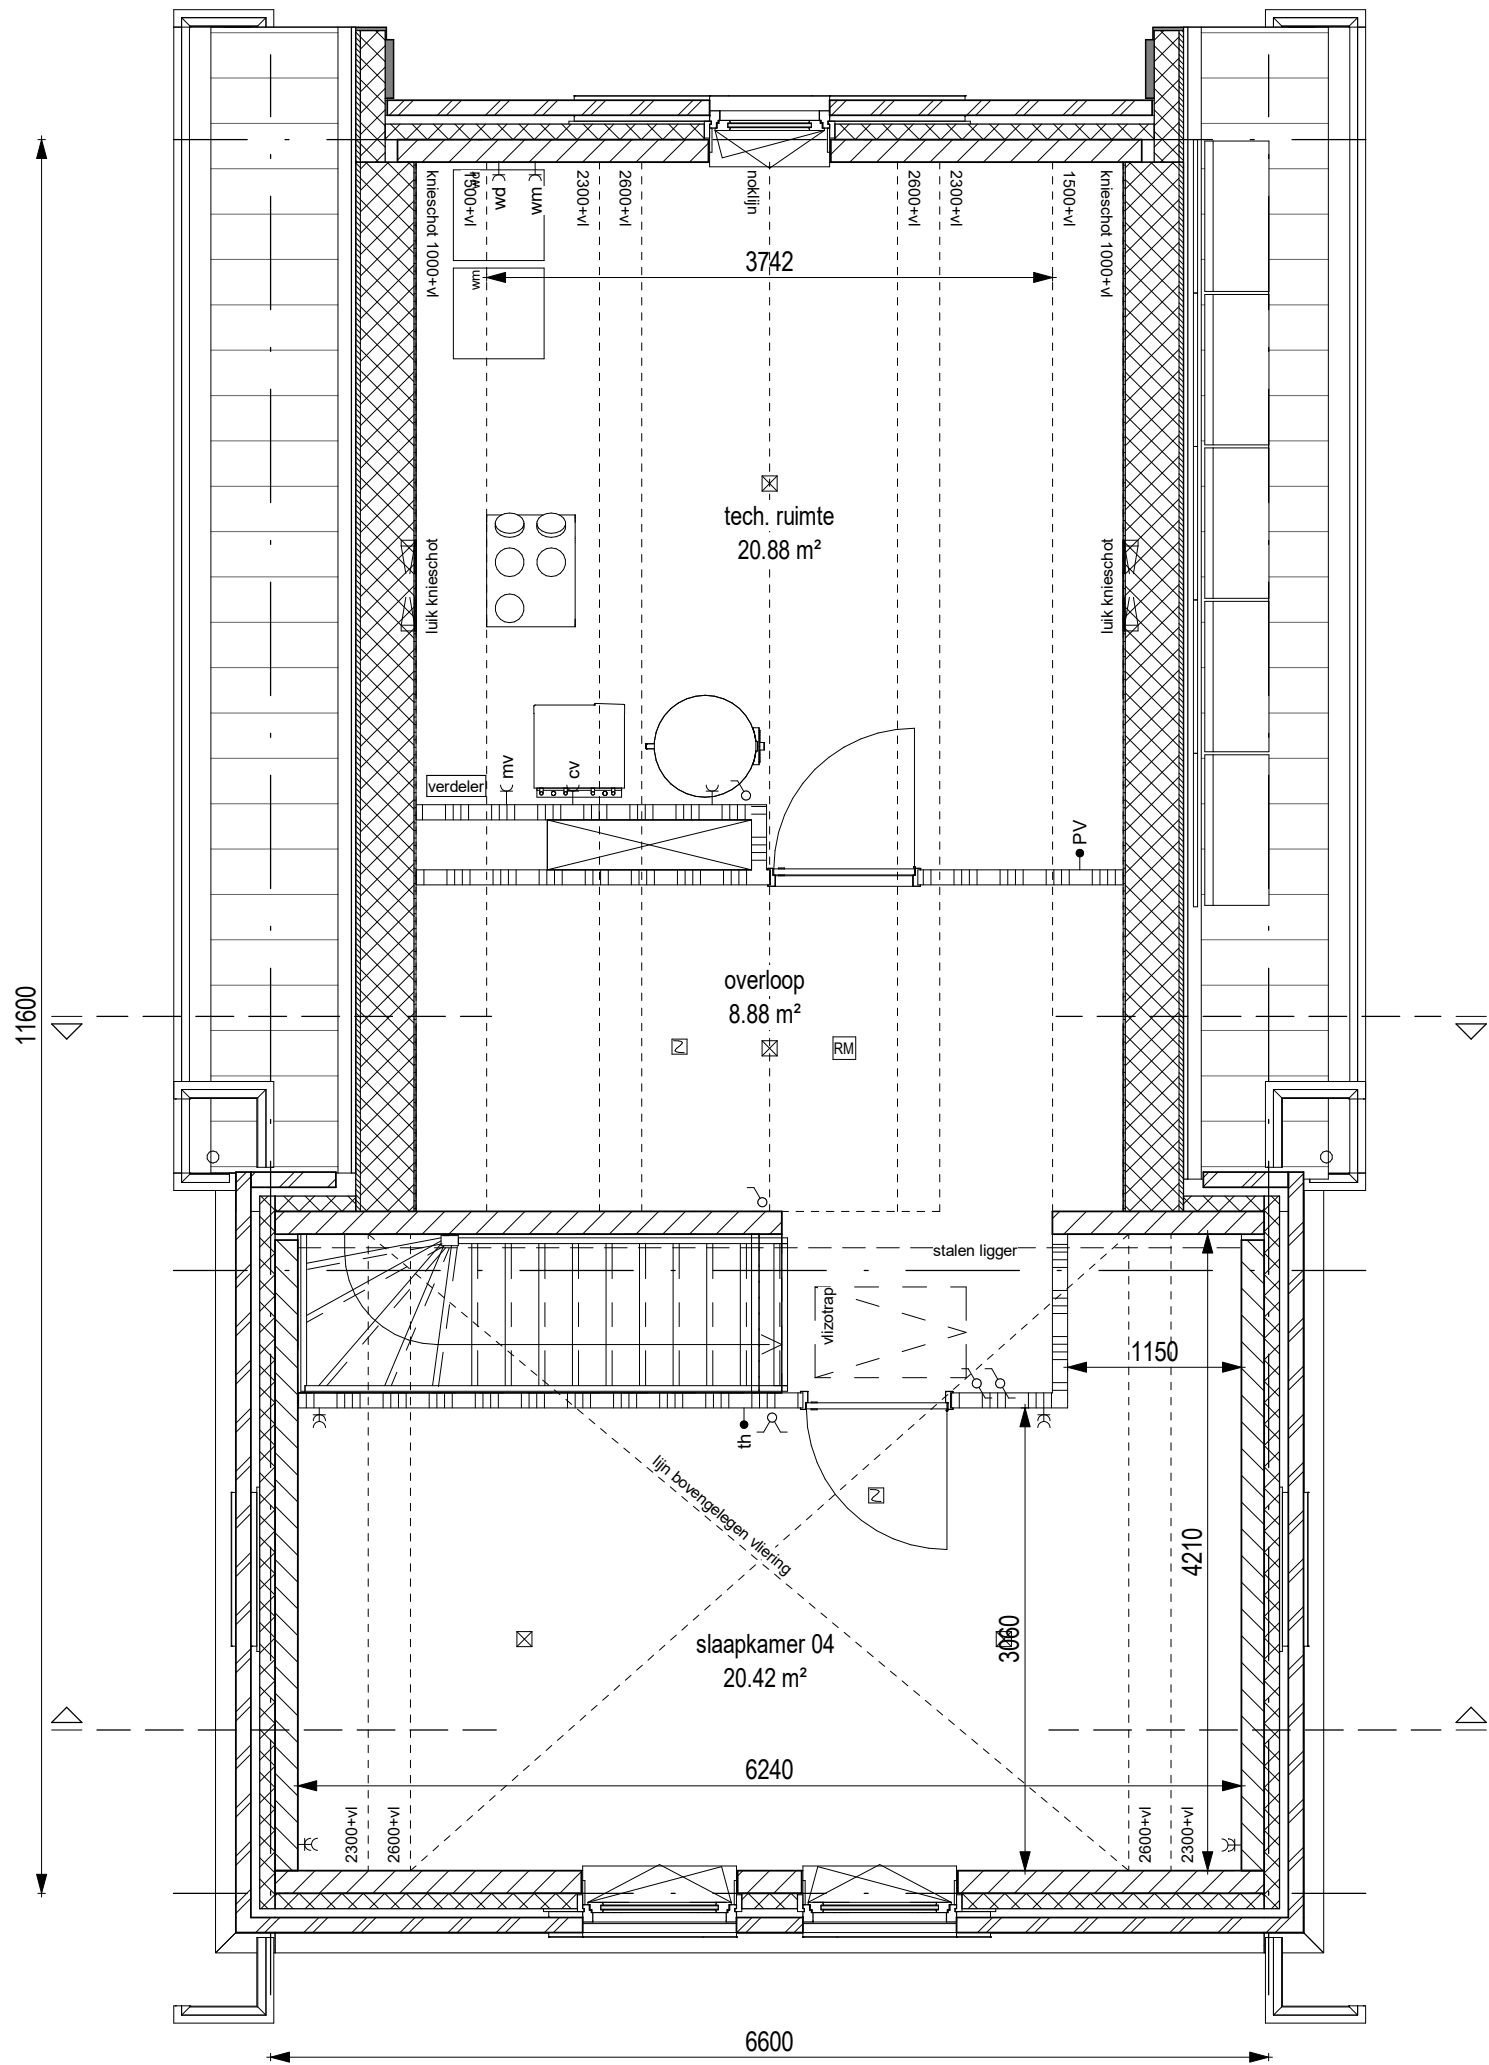 knieschot 1000+vl
1500+vl
wd
wd
wm
2300+vl
2600+vl
noklijn
2600+vl
2300+vl
1500+vl
knieschot 1000+vl
3742
wm
tech. ruimte
20.88 m²
luik knieschot
luik knieschot
verdeler
mv
cv
PV
overloop
8.88 m²
RM
11600
stalen ligger
vlizotrap
1150
th
lijn bovengelegen vliering
4210
3060
slaapkamer 04
20.42 m²
6240
2300+vl
2600+vl
2600+vl
2300+vl
6600